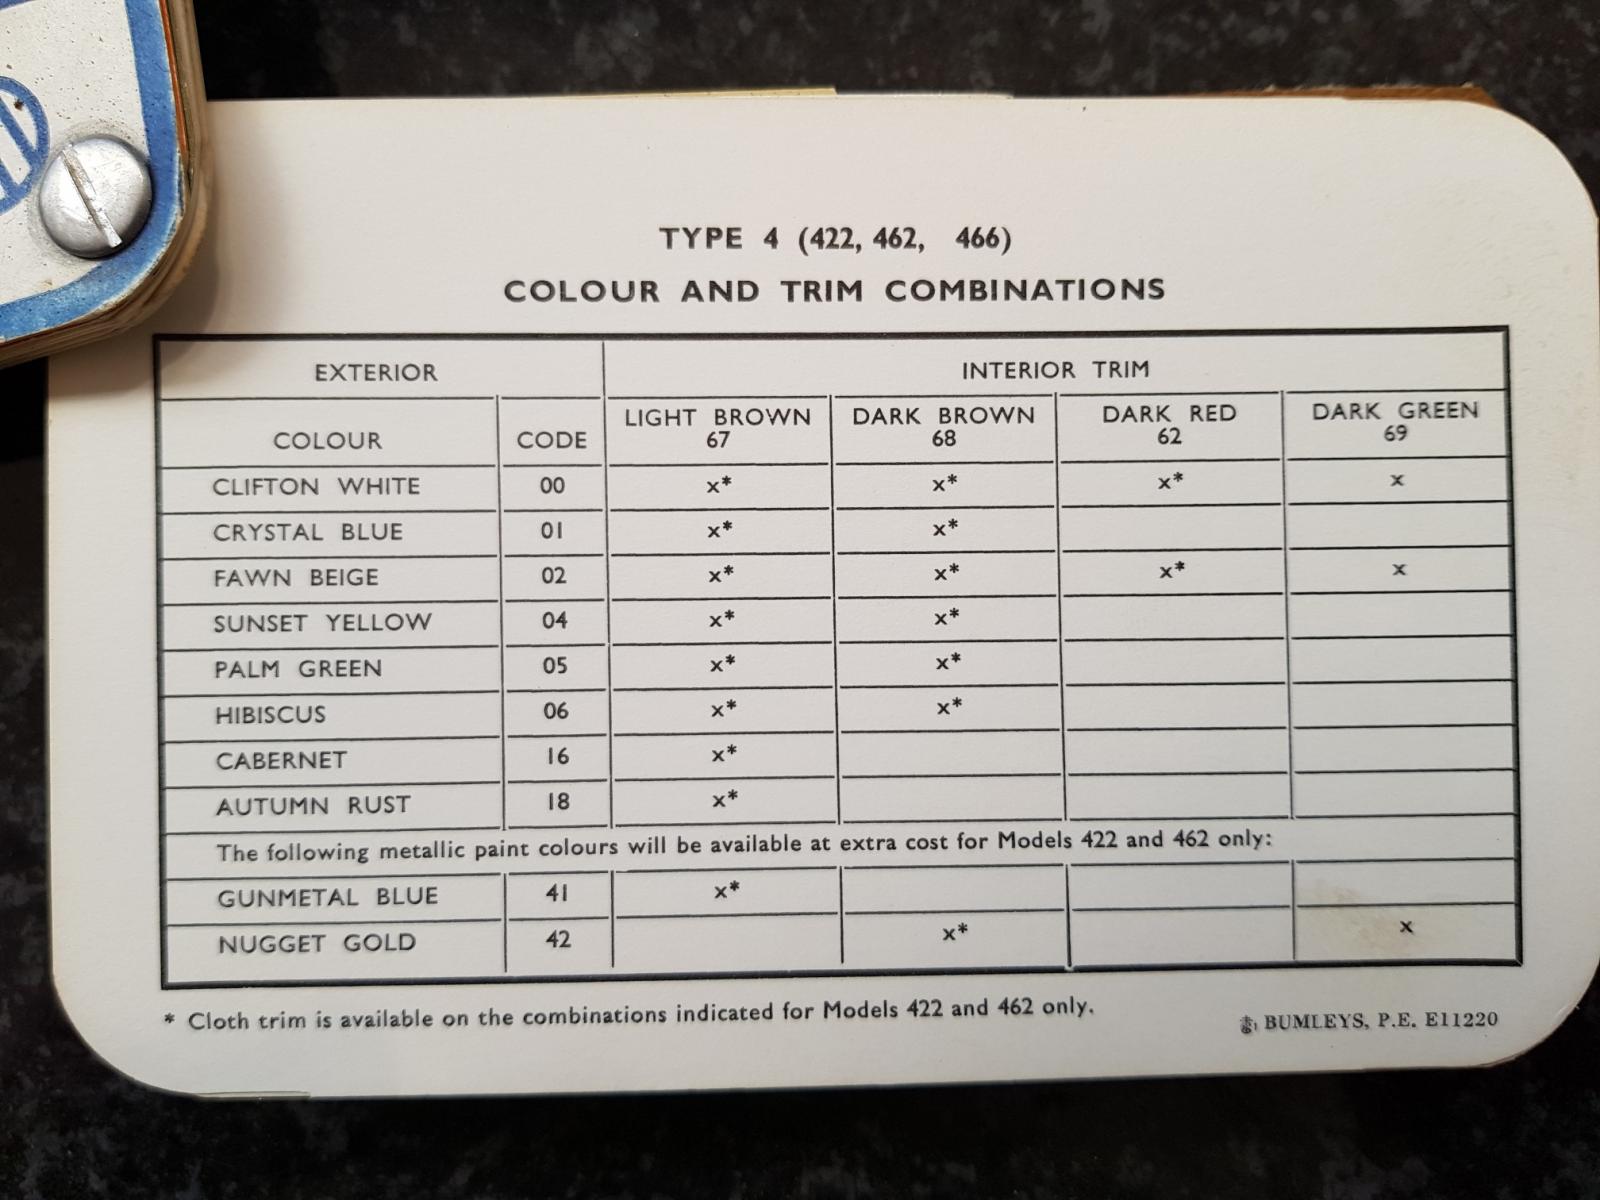 TYPE 4 (422, 462, 466)
COLOUR AND TRIM COMBINATIONS
EXTERIOR INTERIOR TRIM
COLOUR CODE LIGHT BROWN 67 DARK BROWN 68 DARK RED 62 DARK GREEN 69
CLIFTON WHITE 00 x* x* x* x
CRYSTAL BLUE 01 x* x*
FAWN BEIGE 02 x* x* x* x
SUNSET YELLOW 04 x* x*
PALM GREEN 05 x* x*
HIBISCUS 06 x* x*
CABERNET 16 x*
AUTUMN RUST 18 x*
The following metallic paint colours will be available at extra cost for Models 422 and 462 only:
GUNMETAL BLUE 41 x*
NUGGET GOLD 42 x* x
* Cloth trim is available on the combinations indicated for Models 422 and 462 only.
BUMLEYS, P.E. E11220